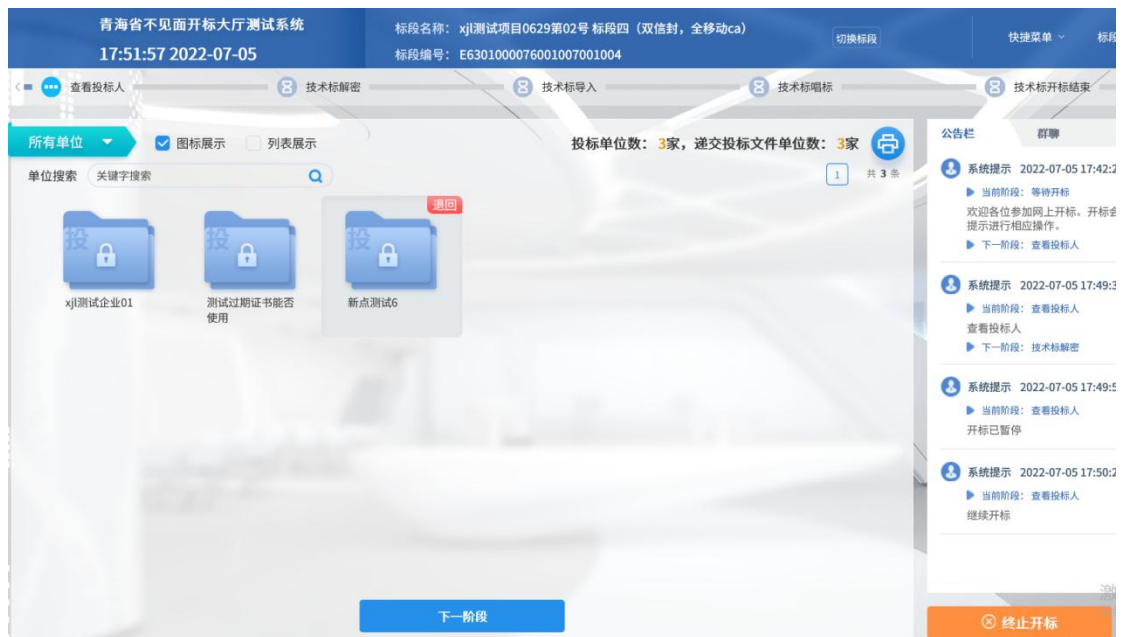 青海省不见面开标大厅测试系统
17:51:57 2022-07-05
标段名称： xjl测试项目0629第02号 标段四（双信封，全移动ca）
标段编号： E6301000076001007001004
切换标段
快捷菜单
标段
查看投标人
技术标解密
技术标导入
技术标唱标
技术标开标结束
所有单位
图标展示
列表展示
投标单位数： 3家，递交投标文件单位数： 3家
单位搜索 关键字搜索
1 共 3 条
投
投
投
退回
xjl测试企业01
测试过期证书能否
使用
新点测试6
下一阶段
公告栏
群聊
系统提示 2022-07-05 17:42:2
当前阶段： 等待开标
欢迎各位参加网上开标。开标会
提示进行相应操作。
下一阶段： 查看投标人
系统提示 2022-07-05 17:49:3
当前阶段： 查看投标人
查看投标人
下一阶段： 技术标解密
系统提示 2022-07-05 17:49:5
当前阶段： 查看投标人
开标已暂停
系统提示 2022-07-05 17:50:2
当前阶段： 查看投标人
继续开标
终止开标